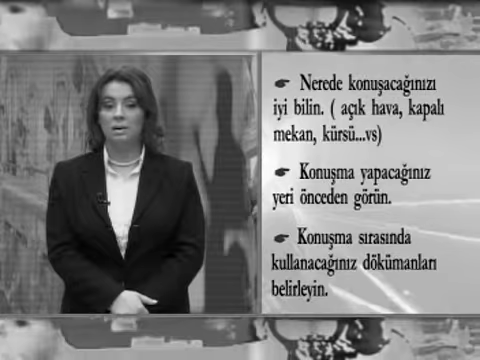 Nerede konuşacağınızı
iyi bilin. ( açık hava, kapalı
mekan, kürsü...vs)
Konuşma yapacağınız
yeri önceden görün.
Konuşma sırasında
kullanacağınız dökümanları
belirleyin.